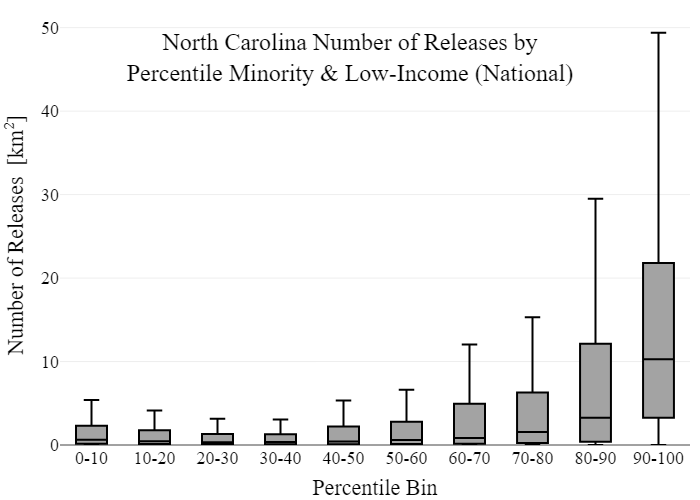 North Carolina Number of Releases by
Percentile Minority & Low-Income (National)
Number of Releases [km²]
50
40
30
20
10
0
0-10 10-20 20-30 30-40 40-50 50-60 60-70 70-80 80-90 90-100
Percentile Bin